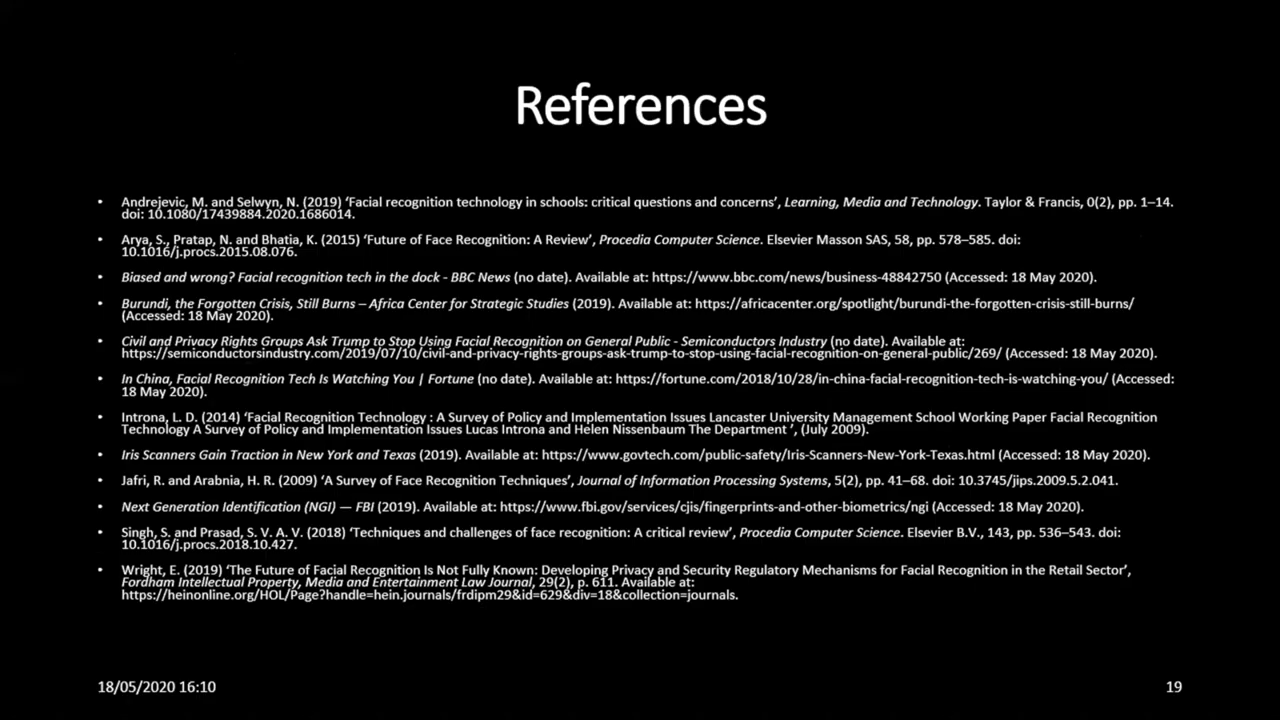 References
• Andrejevic, M. and Selwyn, N. (2019) ‘Facial recognition technology in schools: critical questions and concerns’, Learning, Media and Technology. Taylor & Francis, 0(2), pp. 1–14.
doi: 10.1080/17439884.2020.1686014.
• Arya, S., Pratap, N. and Bhatia, K. (2015) ‘Future of Face Recognition: A Review’, Procedia Computer Science. Elsevier Masson SAS, 58, pp. 578–585. doi:
10.1016/j.procs.2015.08.076.
• Biased and wrong? Facial recognition tech in the dock - BBC News (no date). Available at: https://www.bbc.com/news/business-48842750 (Accessed: 18 May 2020).
• Burundi, the Forgotten Crisis, Still Burns – Africa Center for Strategic Studies (2019). Available at: https://africacenter.org/spotlight/burundi-the-forgotten-crisis-still-burns/
(Accessed: 18 May 2020).
• Civil and Privacy Rights Groups Ask Trump to Stop Using Facial Recognition on General Public - Semiconductors Industry (no date). Available at:
https://semiconductorsindustry.com/2019/07/10/civil-and-privacy-rights-groups-ask-trump-to-stop-using-facial-recognition-on-general-public/269/ (Accessed: 18 May 2020).
• In China, Facial Recognition Tech Is Watching You | Fortune (no date). Available at: https://fortune.com/2018/10/28/in-china-facial-recognition-tech-is-watching-you/ (Accessed:
18 May 2020).
• Introna, L. D. (2014) ‘Facial Recognition Technology : A Survey of Policy and Implementation Issues Lancaster University Management School Working Paper Facial Recognition
Technology A Survey of Policy and Implementation Issues Lucas Introna and Helen Nissenbaum The Department ’, (July 2009).
• Iris Scanners Gain Traction in New York and Texas (2019). Available at: https://www.govtech.com/public-safety/Iris-Scanners-New-York-Texas.html (Accessed: 18 May 2020).
• Jafri, R. and Arabnia, H. R. (2009) ‘A Survey of Face Recognition Techniques’, Journal of Information Processing Systems, 5(2), pp. 41–68. doi: 10.3745/jips.2009.5.2.041.
• Next Generation Identification (NGI) — FBI (2019). Available at: https://www.fbi.gov/services/cjis/fingerprints-and-other-biometrics/ngi (Accessed: 18 May 2020).
• Singh, S. and Prasad, S. V. A. V. (2018) ‘Techniques and challenges of face recognition: A critical review’, Procedia Computer Science. Elsevier B.V., 143, pp. 536–543. doi:
10.1016/j.procs.2018.10.427.
• Wright, E. (2019) ‘The Future of Facial Recognition Is Not Fully Known: Developing Privacy and Security Regulatory Mechanisms for Facial Recognition in the Retail Sector’,
Fordham Intellectual Property, Media and Entertainment Law Journal, 29(2), p. 611. Available at:
https://heinonline.org/HOL/Page?handle=hein.journals/frdipm29&id=629&div=18&collection=journals.
18/05/2020 16:10
19